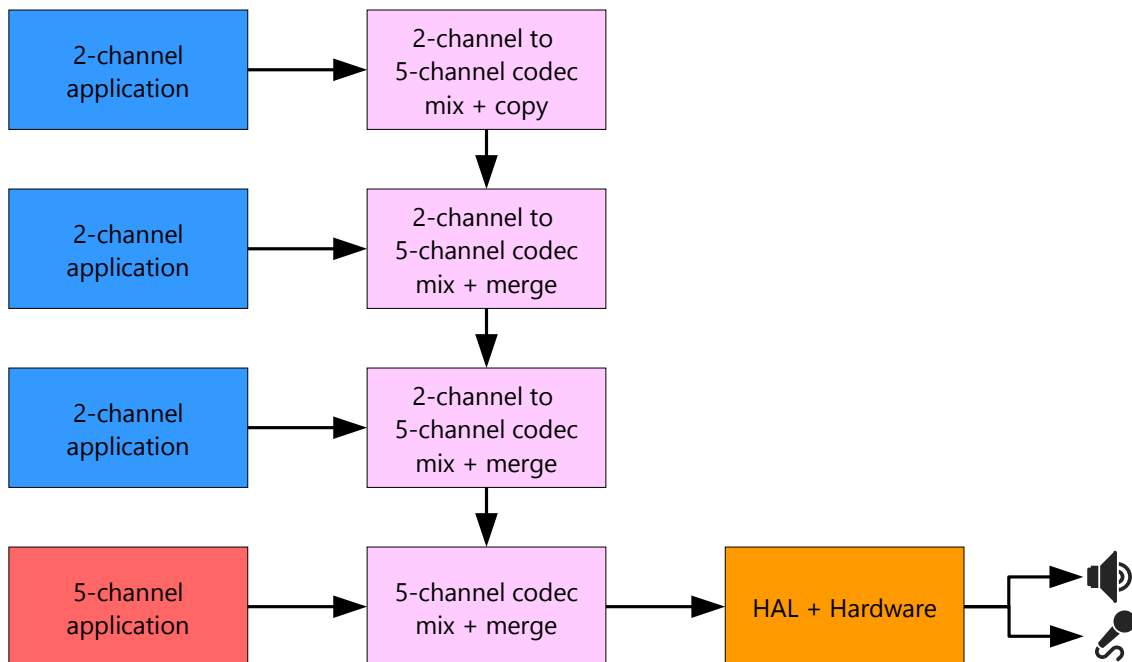 2-channel
application
2-channel to
5-channel codec
mix + copy
2-channel
application
2-channel to
5-channel codec
mix + merge
2-channel
application
2-channel to
5-channel codec
mix + merge
5-channel
application
5-channel codec
mix + merge
HAL + Hardware